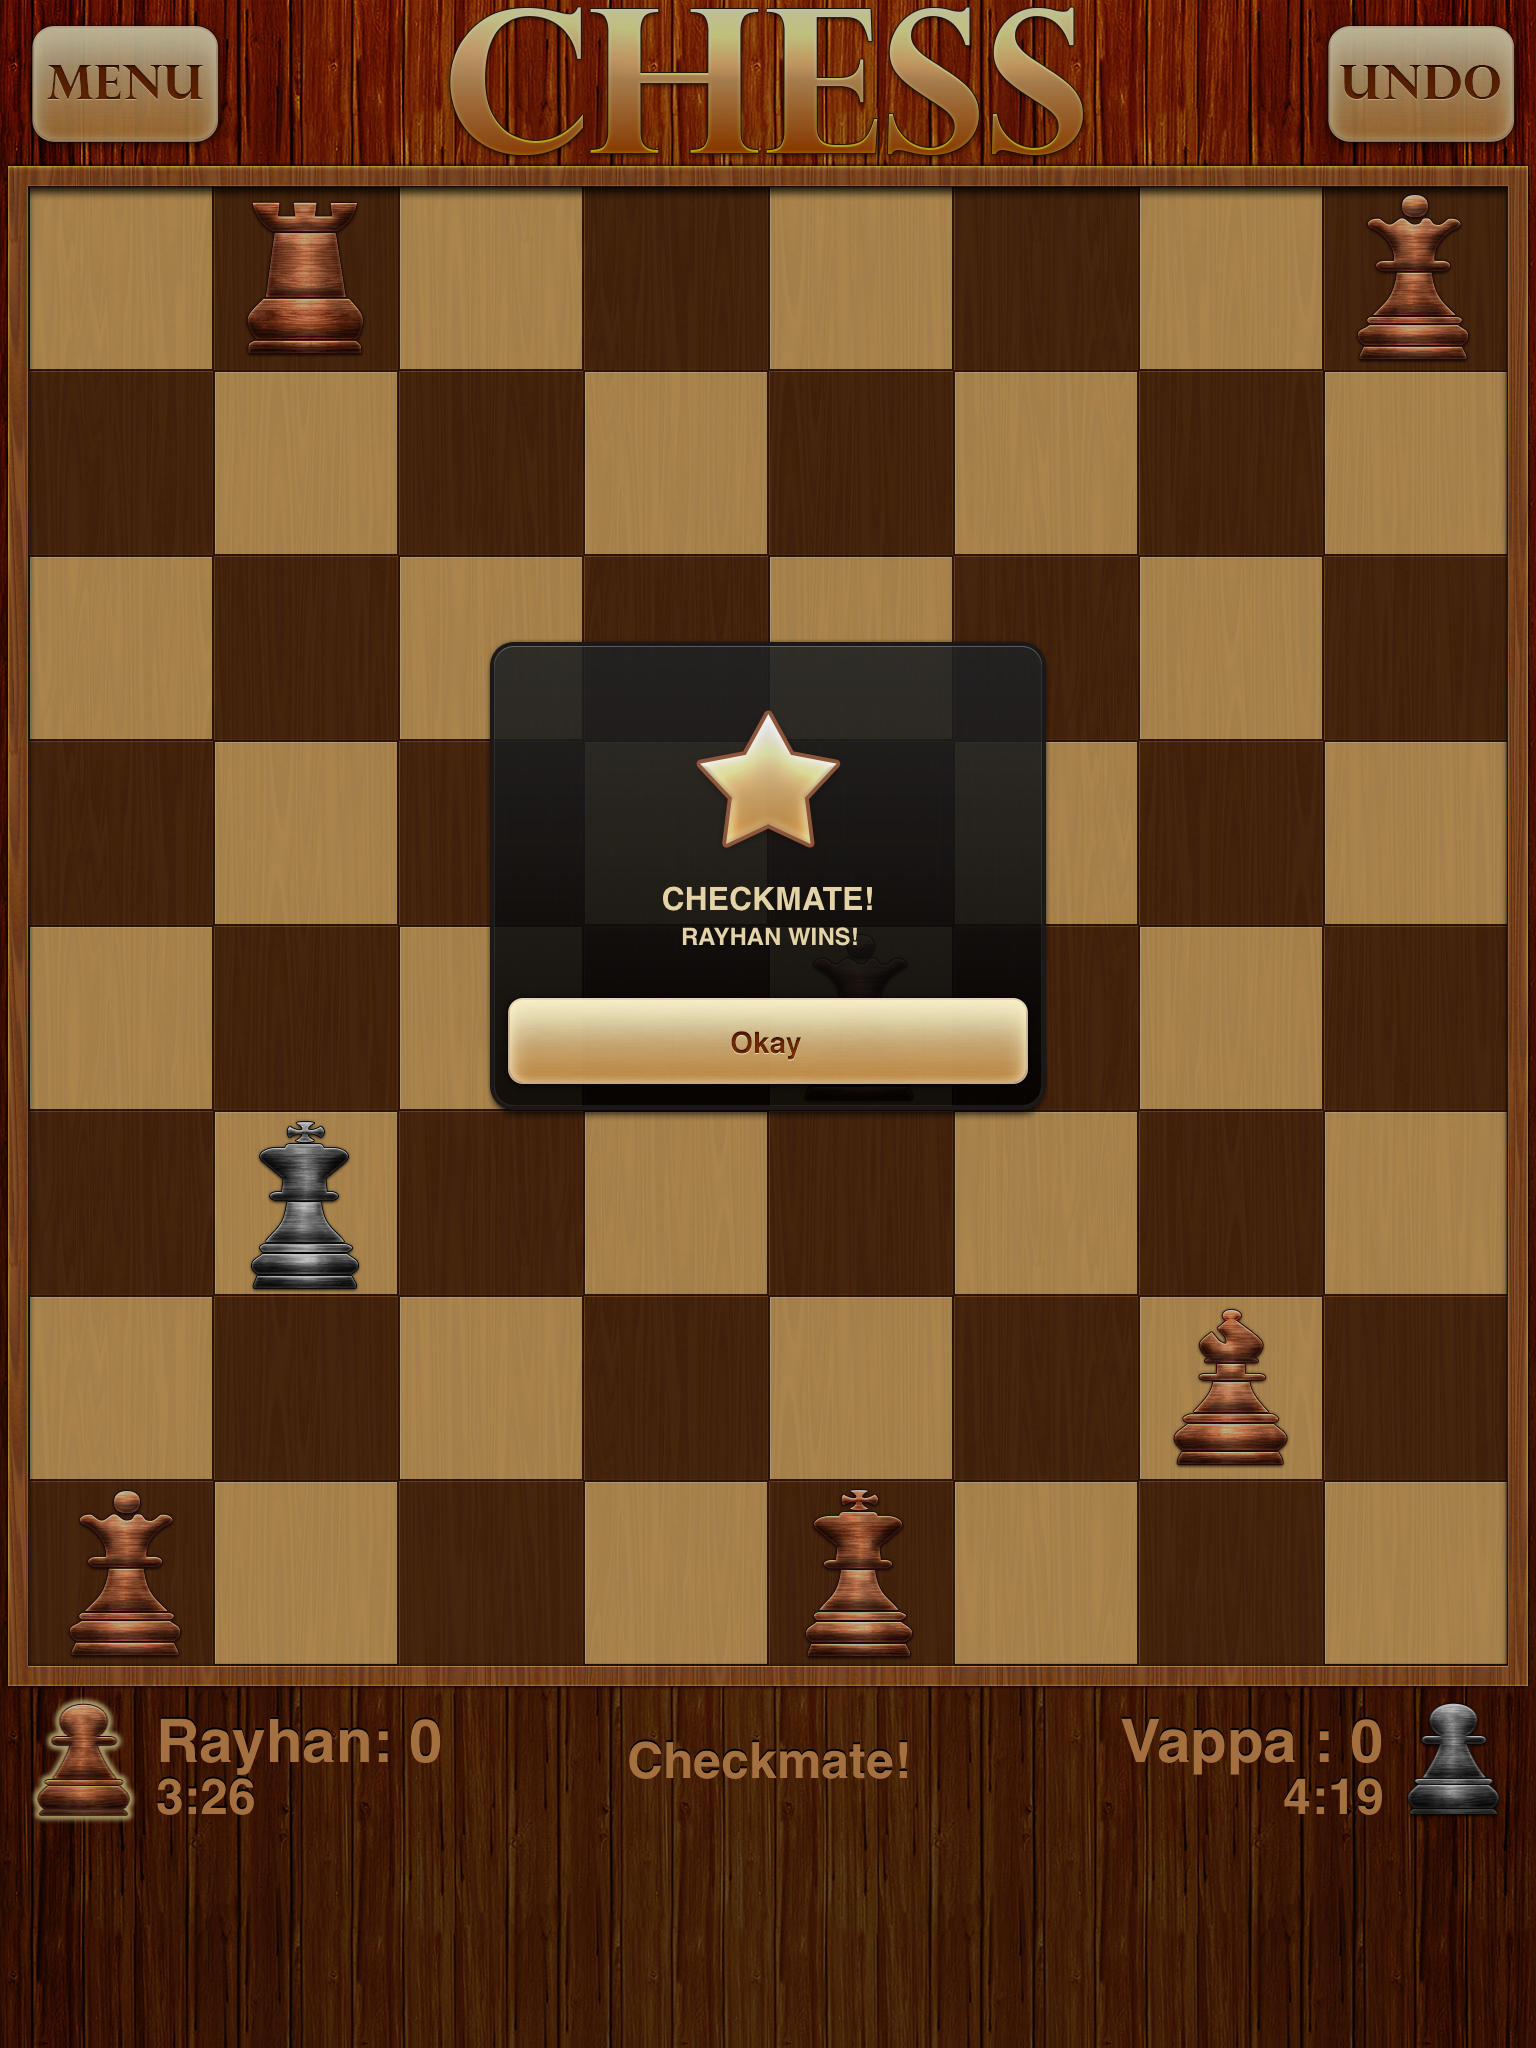 MENU
CHESS
UNDO
CHECKMATE!
RAYHAN WINS!
Okay
Rayhan: 0
3:26
Checkmate!
Vappa : 0
4:19